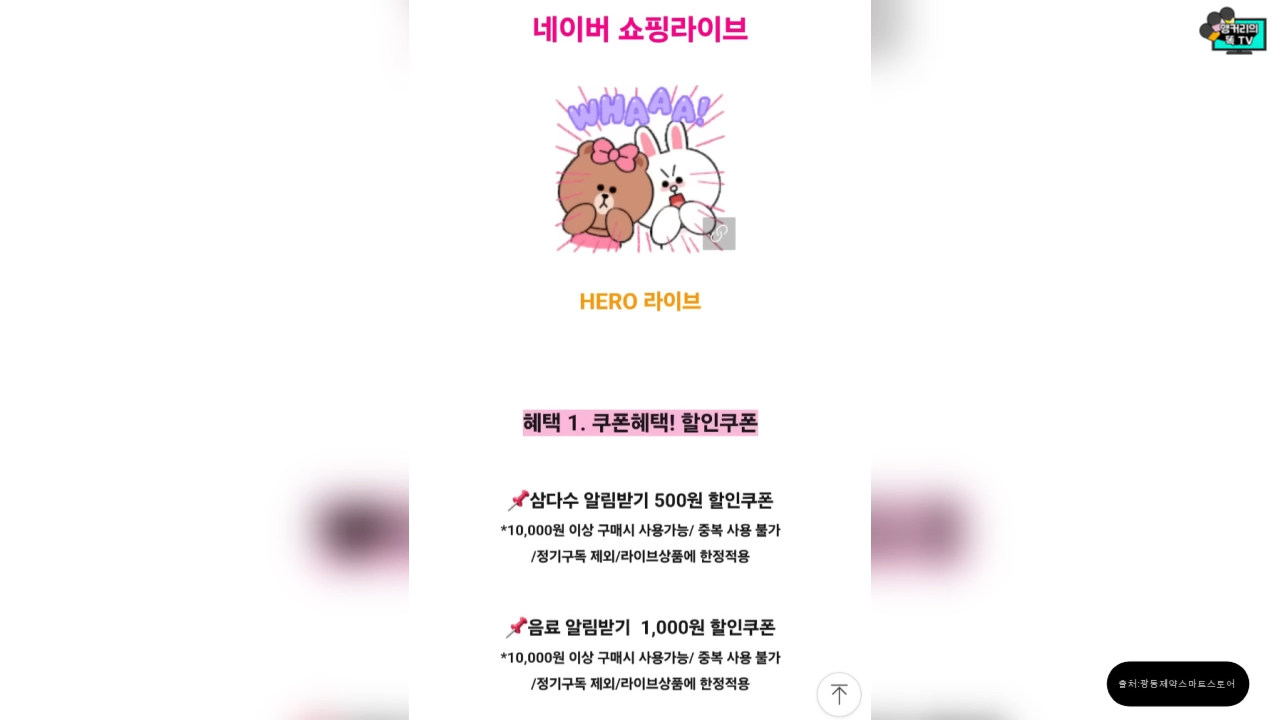 네이버 쇼핑라이브
앵커리의
똑 TV
WHAAA!
HERO 라이브
혜택 1. 쿠폰혜택! 할인쿠폰
📌삼다수 알림받기 500원 할인쿠폰
*10,000원 이상 구매시 사용가능/ 중복 사용 불가
/정기구독 제외/라이브상품에 한정적용
📌음료 알림받기 1,000원 할인쿠폰
*10,000원 이상 구매시 사용가능/ 중복 사용 불가
/정기구독 제외/라이브상품에 한정적용
출처:광동제약스마트스토어